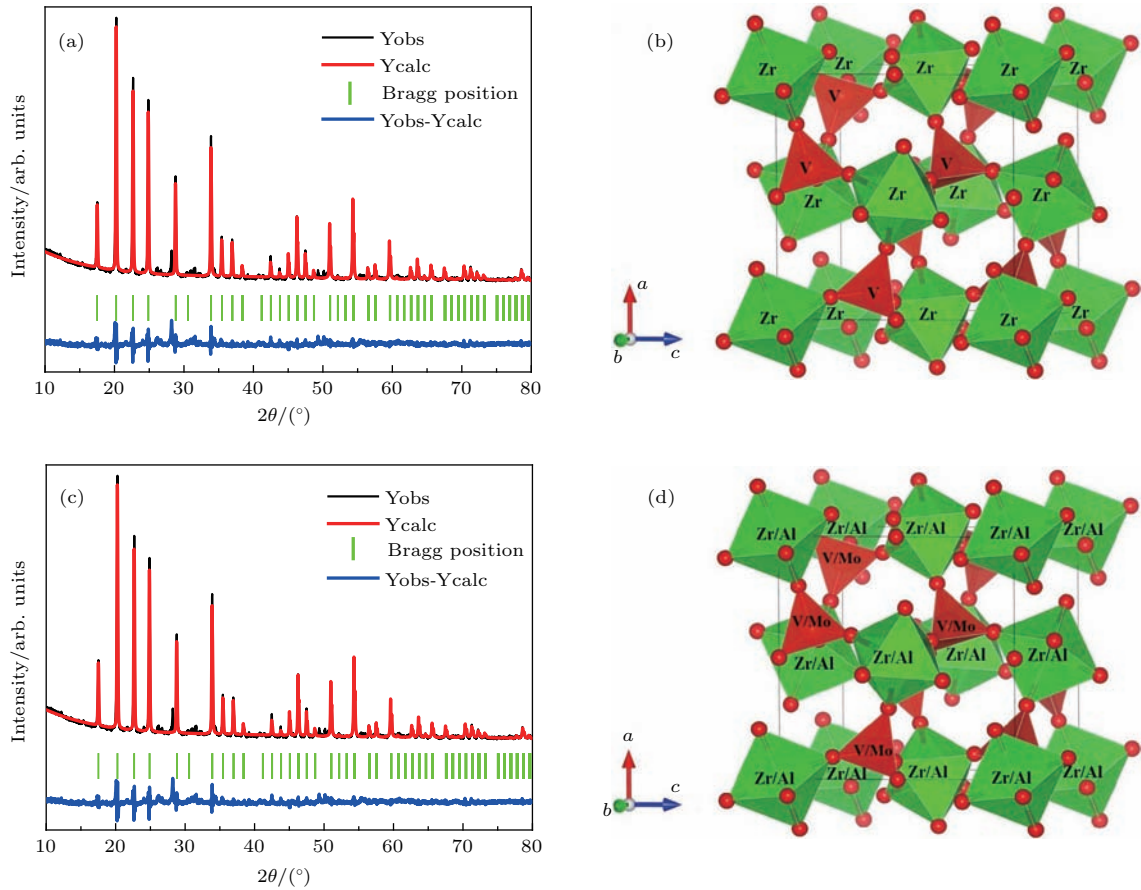 (a)
Yobs
Ycalc
Bragg position
Yobs-Ycalc
Intensity/arb. units
10 20 30 40 50 60 70 80
2θ/(°)
(b)
Zr Zr Zr Zr Zr
V
V V
Zr Zr Zr Zr
V
Zr Zr Zr Zr Zr
a
b c
(c)
Yobs
Ycalc
Bragg position
Yobs-Ycalc
Intensity/arb. units
10 20 30 40 50 60 70 80
2θ/(°)
(d)
Zr/Al Zr/Al Zr/Al Zr/Al Zr/Al
V/Mo
V/Mo V/Mo
Zr/Al Zr/Al Zr/Al Zr/Al
V/Mo
Zr/Al Zr/Al Zr/Al Zr/Al Zr/Al
a
b c